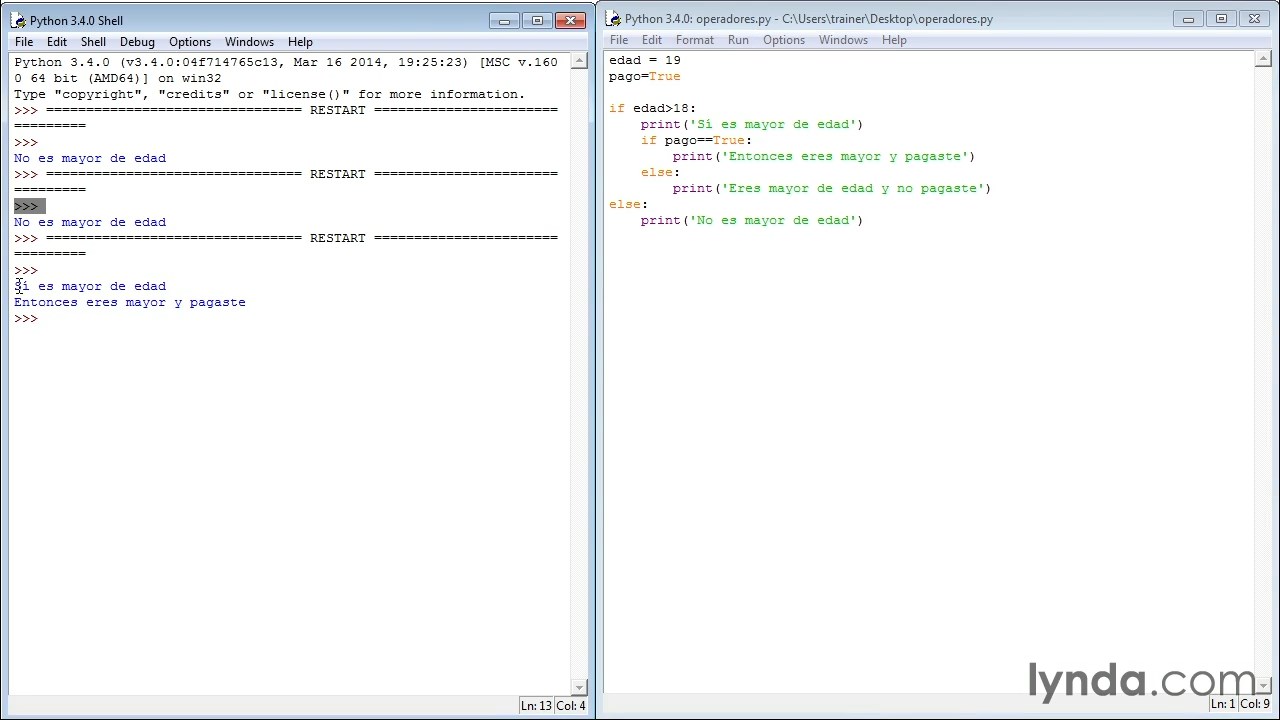 Python 3.4.0 Shell
File Edit Shell Debug Options Windows Help
Python 3.4.0 (v3.4.0:04f714765c13, Mar 16 2014, 19:25:23) [MSC v.160
0 64 bit (AMD64)] on win32
Type "copyright", "credits" or "license()" for more information.
>>> ================================ RESTART =======================
=========
>>>
No es mayor de edad
>>> ================================ RESTART =======================
=========
>>>
No es mayor de edad
>>> ================================ RESTART =======================
=========
>>>
Sí es mayor de edad
Entonces eres mayor y pagaste
>>>
Ln: 13 Col: 4
Python 3.4.0: operadores.py - C:\Users\trainer\Desktop\operadores.py
File Edit Format Run Options Windows Help
edad = 19
pago=True
if edad>18:
    print('Sí es mayor de edad')
    if pago==True:
        print('Entonces eres mayor y pagaste')
    else:
        print('Eres mayor de edad y no pagaste')
else:
    print('No es mayor de edad')
lynda.com
Ln: 1 Col: 9